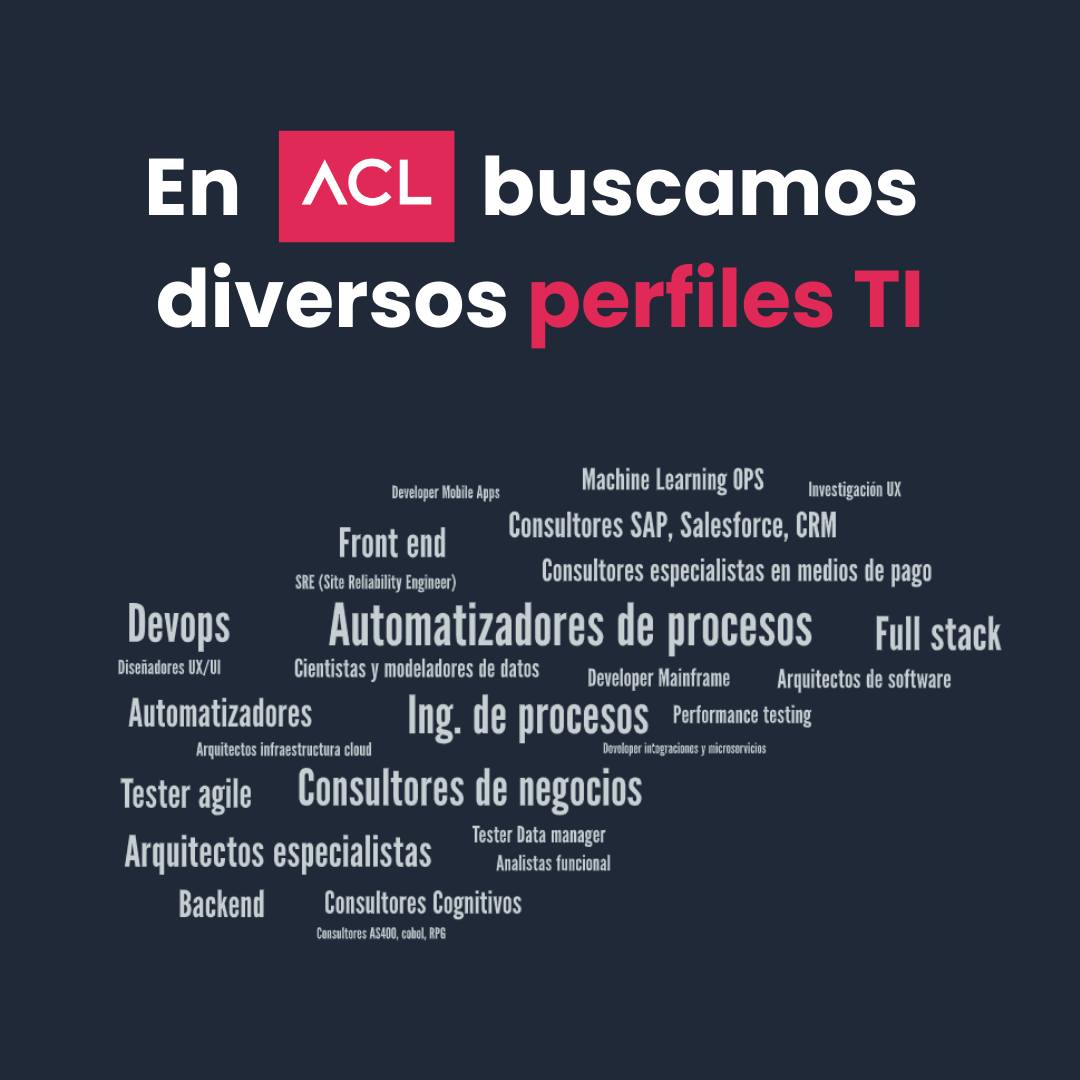 En ACL buscamos
diversos perfiles TI
Machine Learning OPS
Developer Mobile Apps
Investigación UX
Consultores SAP, Salesforce, CRM
Front end
Consultores especialistas en medios de pago
SRE (Site Reliability Engineer)
Devops
Automatizadores de procesos
Full stack
Diseñadores UX/UI
Cientistas y modeladores de datos
Developer Mainframe
Arquitectos de software
Automatizadores
Ing. de procesos
Performance testing
Arquitectos infraestructura cloud
Developer integraciones y microservicios
Tester agile
Consultores de negocios
Tester Data manager
Arquitectos especialistas
Analistas funcional
Backend
Consultores Cognitivos
Consultores AS400, cobol, RPG